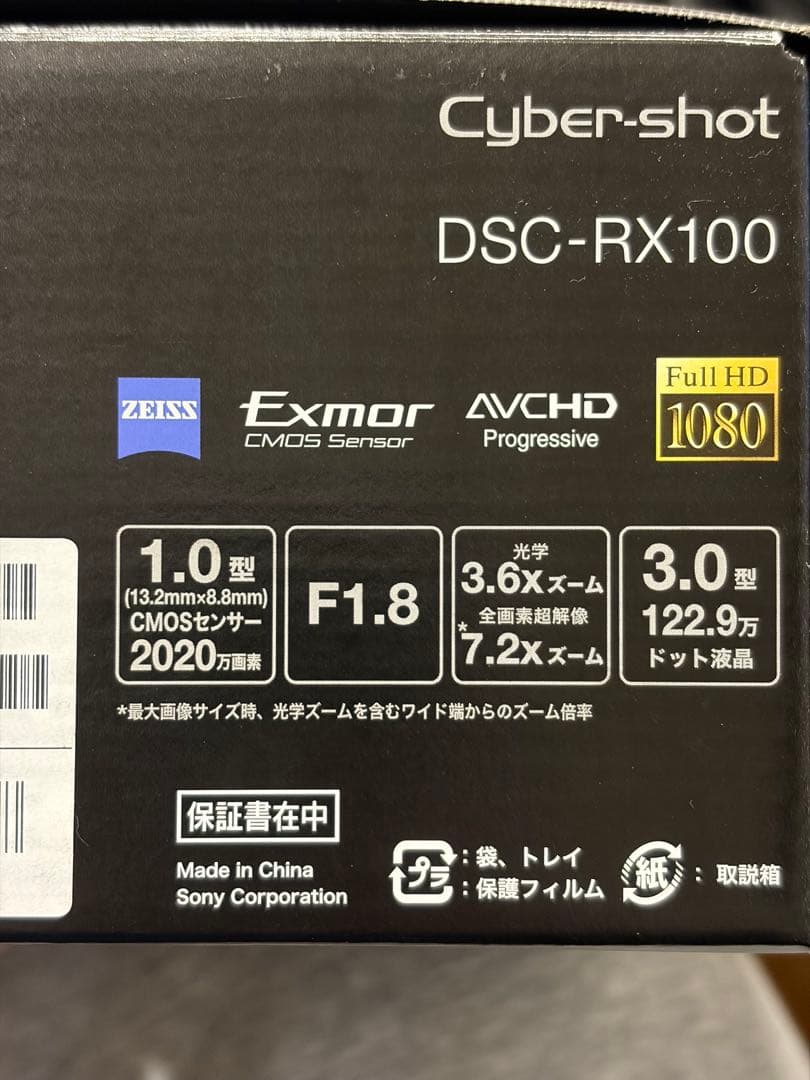 Cyber-shot
DSC-RX100
ZEISS
Exmor
CMOS Sensor
AVCHD
Progressive
Full HD
1080
1.0型
(13.2mm×8.8mm)
CMOSセンサー
2020万画素
F1.8
光学
3.6xズーム
全画素超解像
*7.2xズーム
3.0型
122.9万
ドット液晶
*最大画像サイズ時、光学ズームを含むワイド端からのズーム倍率
保証書在中
Made in China
Sony Corporation
プラ:袋、トレイ
:保護フィルム
紙:取説箱